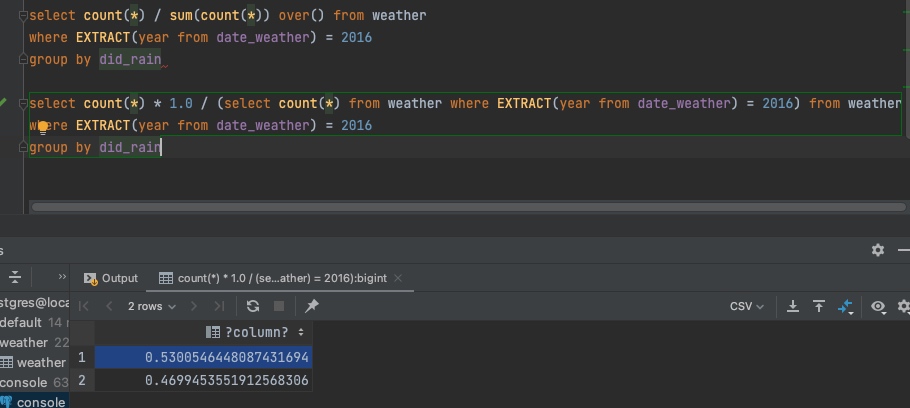 select count(*) / sum(count(*)) over() from weather
where EXTRACT(year from date_weather) = 2016
group by did_rain
select count(*) * 1.0 / (select count(*) from weather where EXTRACT(year from date_weather) = 2016) from weather
where EXTRACT(year from date_weather) = 2016
group by did_rain
s
Output
count(*) * 1.0 / (se...ather) = 2016):bigint
stgres@loca
2 rows
CSV
default 14 r
?column?
weather 22
1 0.5300546448087431694
weather
2 0.4699453551912568306
console 63
console